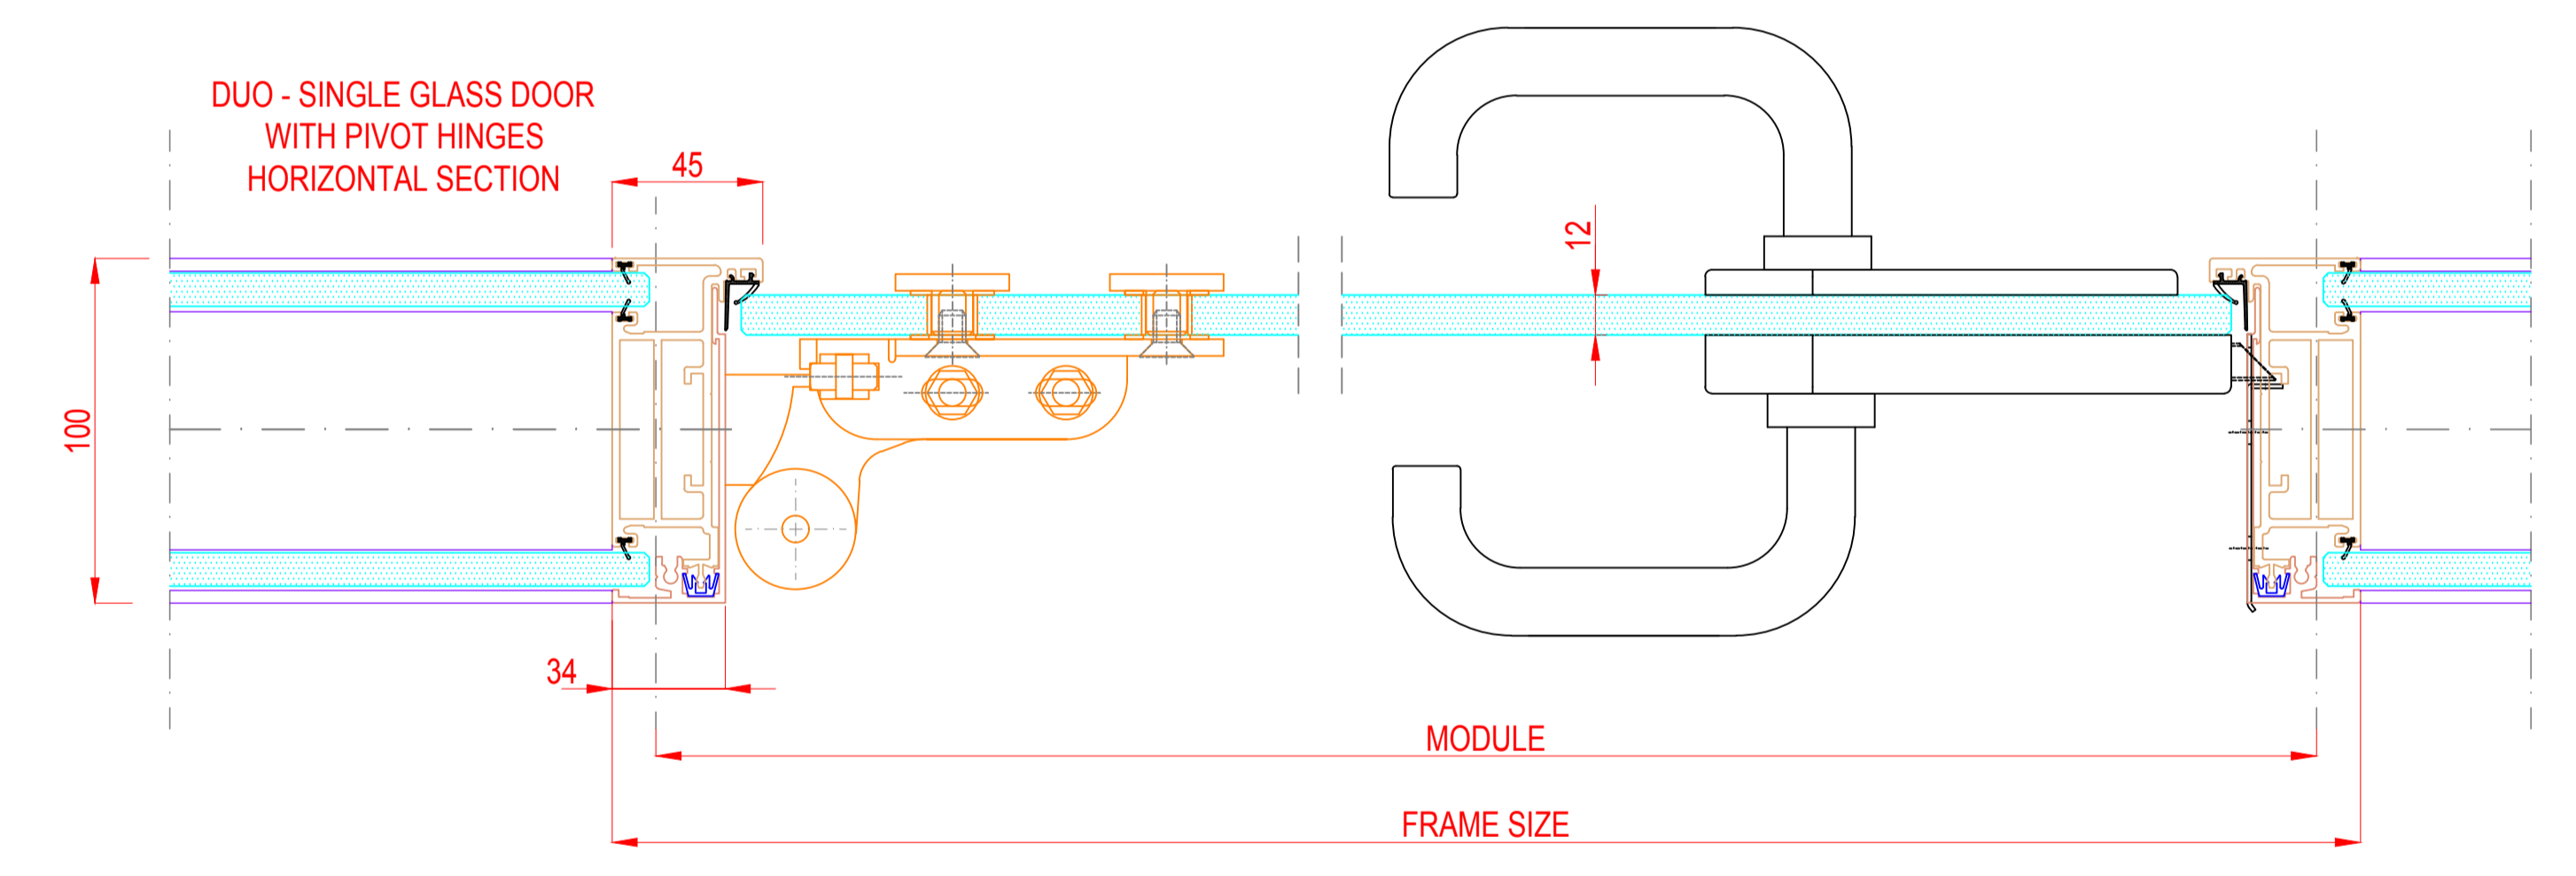 DUO - SINGLE GLASS DOOR
WITH PIVOT HINGES
HORIZONTAL SECTION
45
12
100
34
MODULE
FRAME SIZE